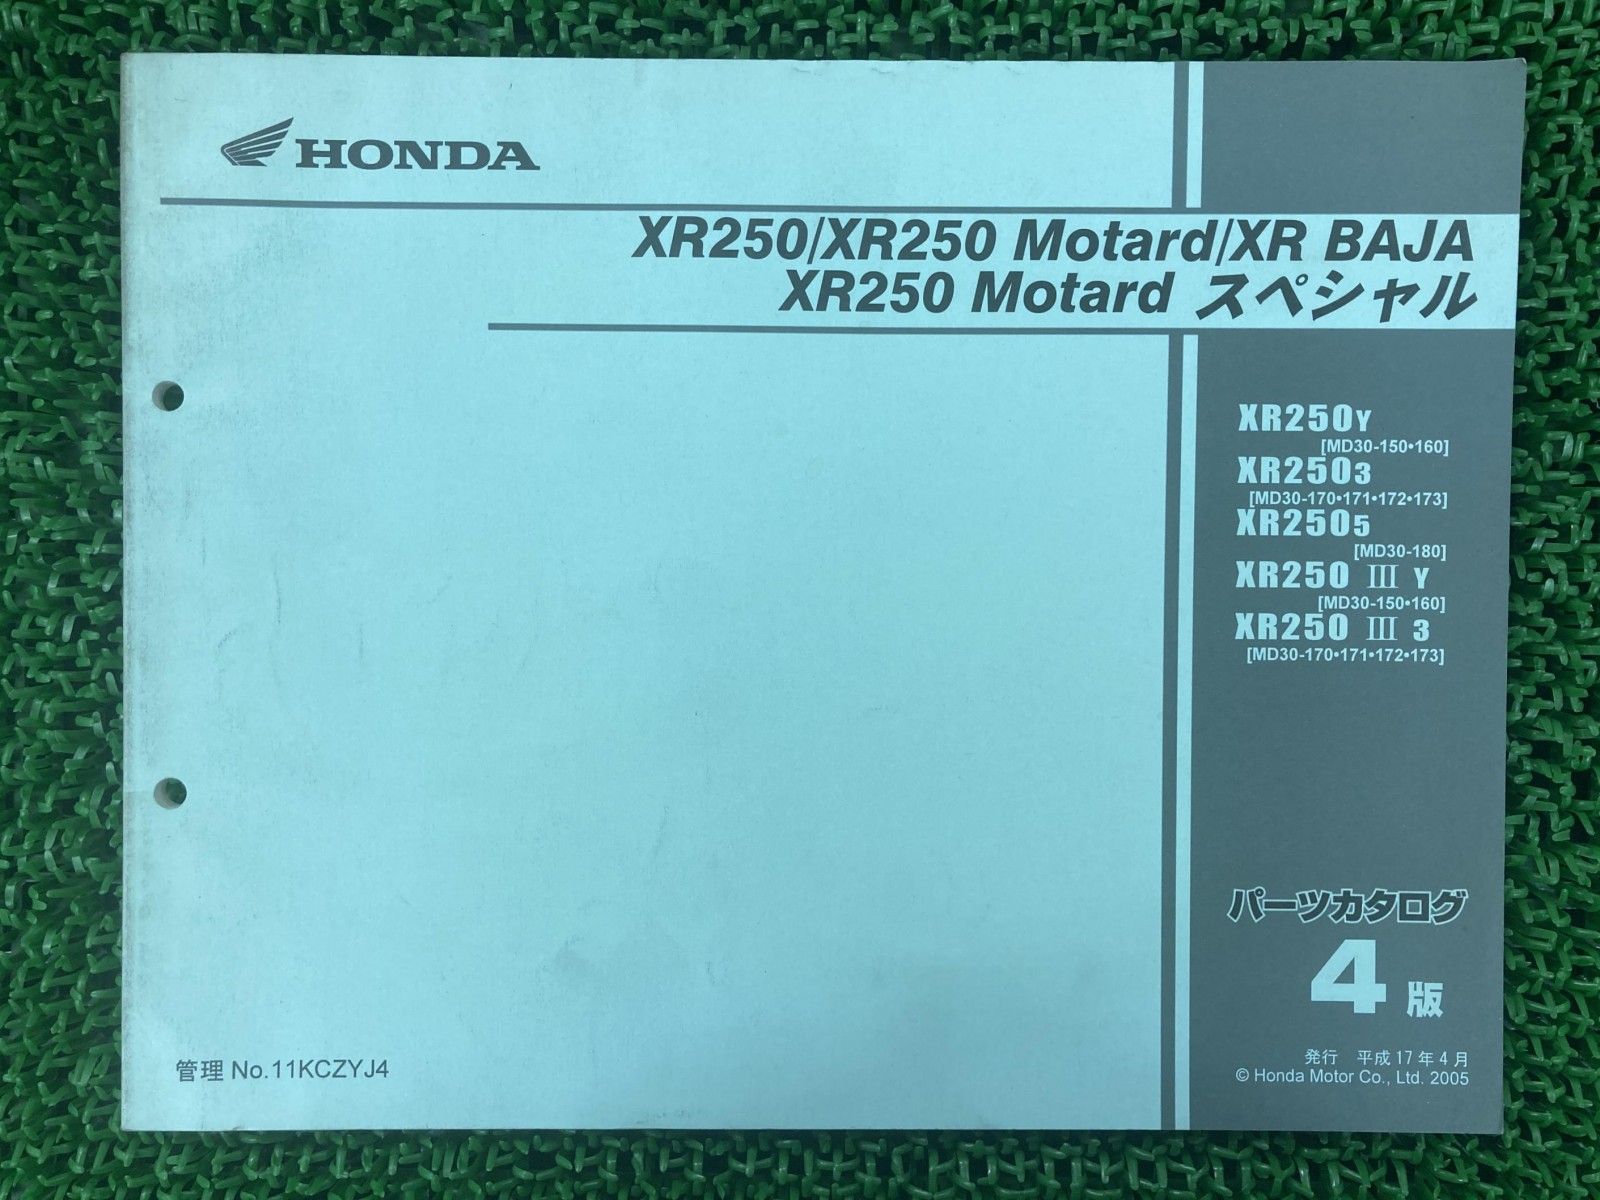 HONDA
XR250/XR250 Motard/XR BAJA
XR250 Motard スペシャル
XR250Y
[MD30-150•160]
XR2503
[MD30-170•171•172•173]
XR2505
[MD30-180]
XR250 III Y
[MD30-150•160]
XR250 III 3
[MD30-170•171•172•173]
パーツカタログ
4版
発行 平成17年4月
© Honda Motor Co., Ltd. 2005
管理 No.11KCZYJ4